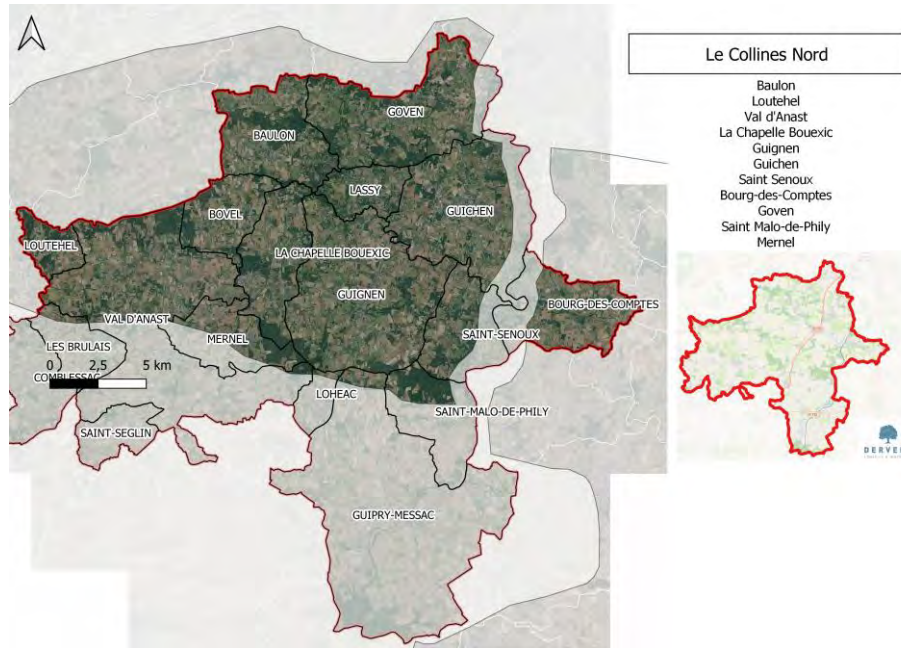 Le Collines Nord
Baulon
Loutehel
Val d'Anast
La Chapelle Bouexic
Guignen
Guichen
Saint Senoux
Bourg-des-Comptes
Goven
Saint Malo-de-Phily
Mernel
GOVEN
BAULON
LASSY
BOVEL
GUICHEN
LOUTEHEL
LA CHAPELLE BOUEXIC
GUIGNEN
BOURG-DES-COMPTES
VAL D'ANAST
SAINT-SENOUX
MERNEL
LES BRULAIS
0 2,5 5 km
COMBLESSAC
LOHEAC
SAINT-MALO-DE-PHILY
SAINT-SEGLIN
GUIPRY-MESSAC